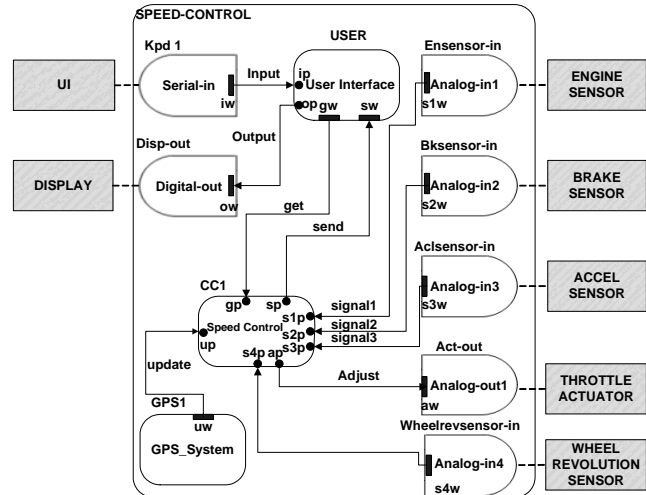 SPEED-CONTROL
Kpd 1
USER
Ensensor-in
UI
Serial-in
Input
ip
User Interface
Analog-in1
ENGINE
SENSOR
iw
op
gw
sw
s1w
Output
Disp-out
Bksensor-in
DISPLAY
Digital-out
Analog-in2
BRAKE
SENSOR
ow
s2w
get
send
Aclsensor-in
CC1
Analog-in3
ACCEL
SENSOR
gp
sp
s3w
signal1
s1p
Speed Control
signal2
s2p
signal3
s3p
up
s4p
ap
Act-out
update
Adjust
Analog-out1
THROTTLE
ACTUATOR
GPS1
aw
uw
Wheelrevsensor-in
GPS_System
Analog-in4
WHEEL
REVOLUTION
SENSOR
s4w